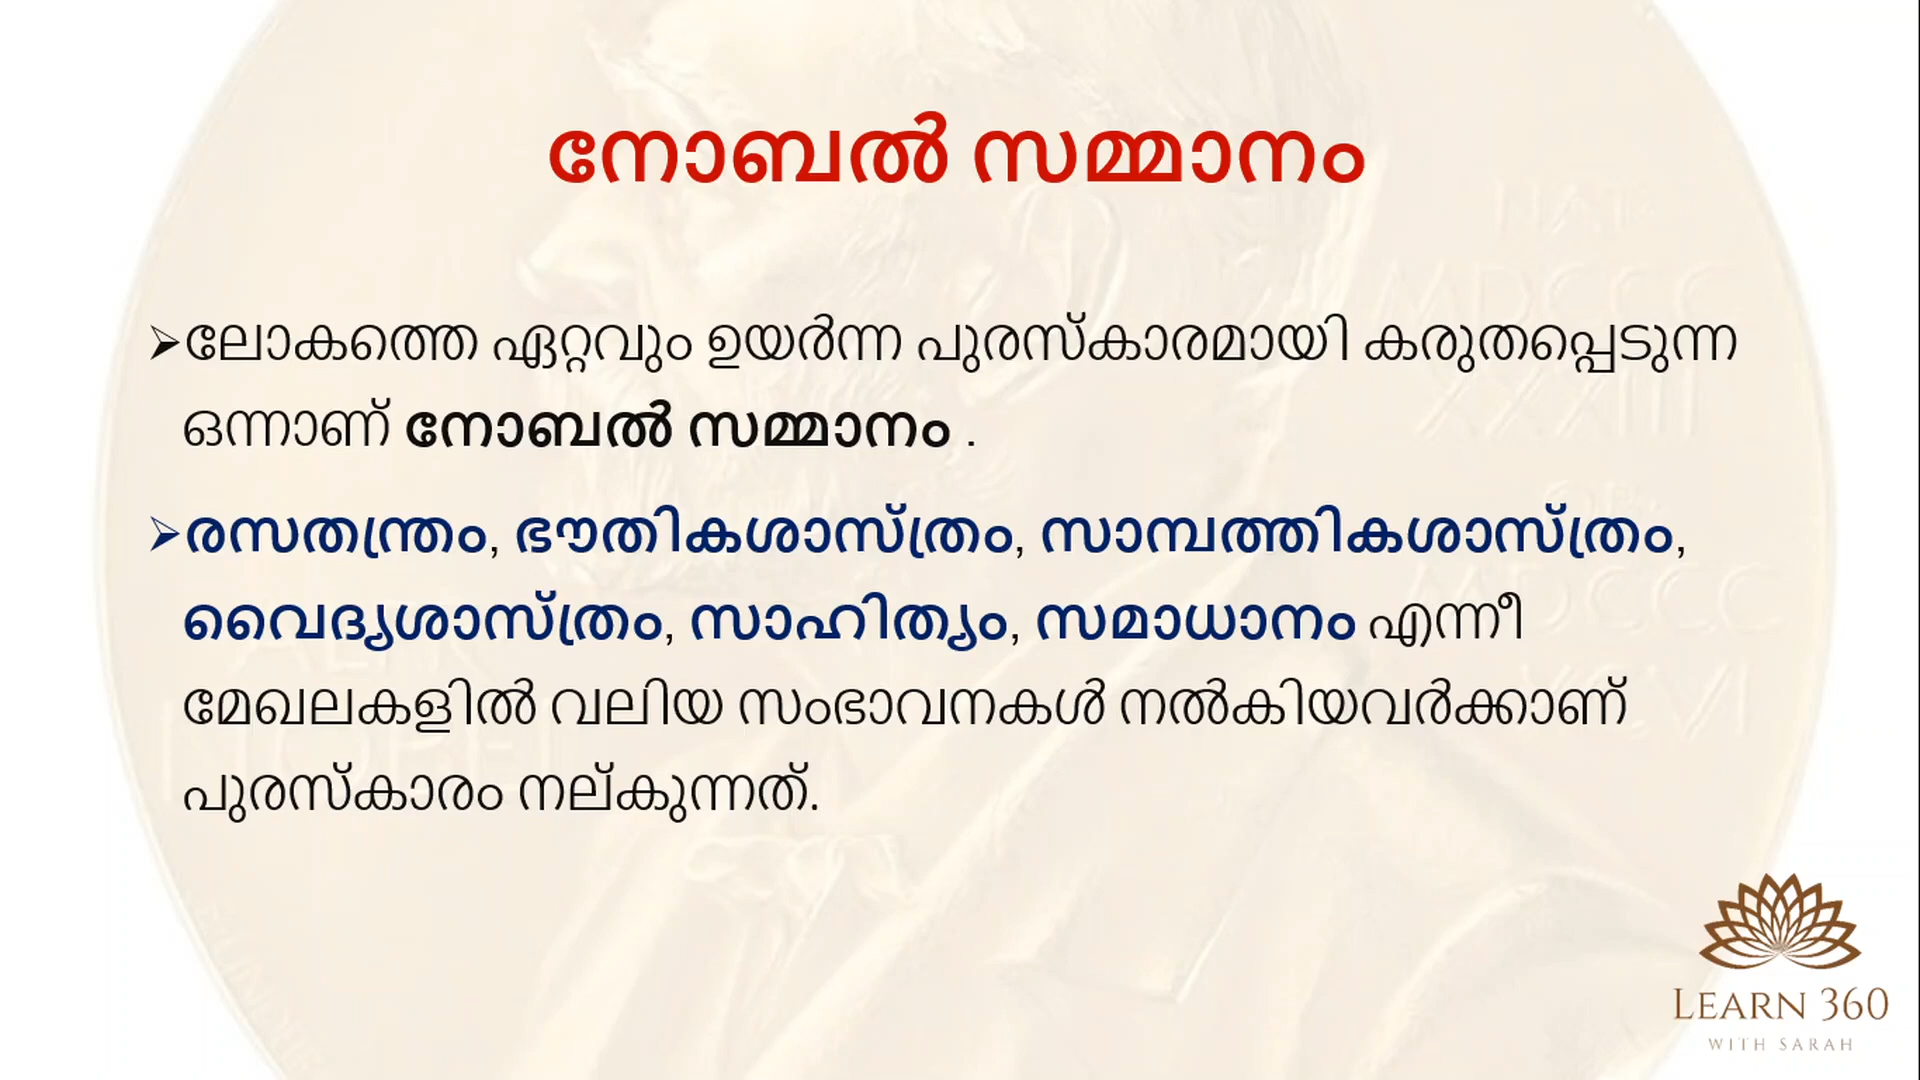 നോബൽ സമ്മാനം
➢ലോകത്തെ ഏറ്റവും ഉയർന്ന പുരസ്കാരമായി കരുതപ്പെടുന്ന
ഒന്നാണ് നോബൽ സമ്മാനം .
➢രസതന്ത്രം, ഭൗതികശാസ്ത്രം, സാമ്പത്തികശാസ്ത്രം,
വൈദ്യശാസ്ത്രം, സാഹിത്യം, സമാധാനം എന്നീ
മേഖലകളിൽ വലിയ സംഭാവനകൾ നൽകിയവർക്കാണ്
പുരസ്കാരം നല്കുന്നത്.
LEARN 360
WITH SARAH